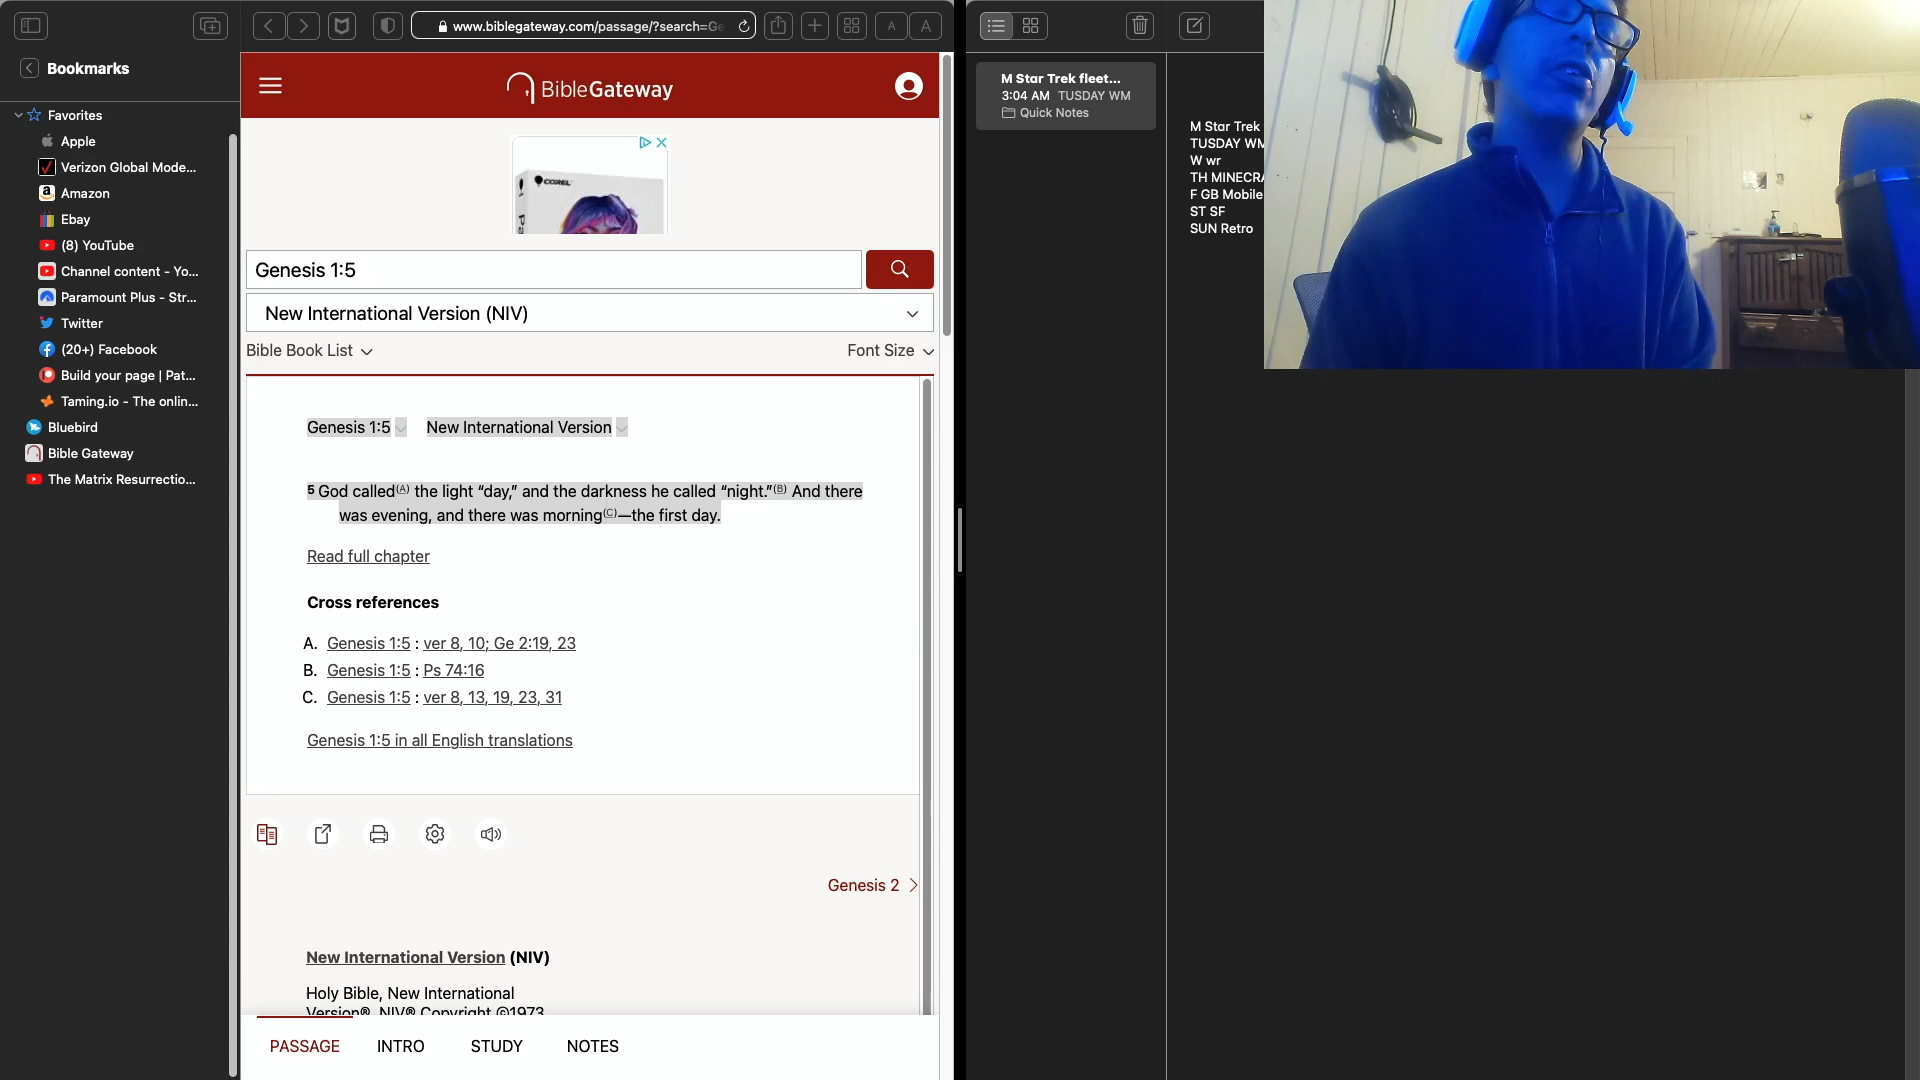 Bookmarks
Favorites
Apple
Verizon Global Mode...
Amazon
Ebay
(8) YouTube
Channel content - Yo...
Paramount Plus - Str...
Twitter
(20+) Facebook
Build your page | Pat...
Taming.io - The onlin...
Bluebird
Bible Gateway
The Matrix Resurrectio...
www.biblegateway.com/passage/?search=Ge
A A
BibleGateway
COREL
Genesis 1:5
New International Version (NIV)
Bible Book List
Font Size
Genesis 1:5 New International Version
5 God called(A) the light “day,” and the darkness he called “night.”(B) And there
was evening, and there was morning(C)—the first day.
Read full chapter
Cross references
A. Genesis 1:5 : ver 8, 10; Ge 2:19, 23
B. Genesis 1:5 : Ps 74:16
C. Genesis 1:5 : ver 8, 13, 19, 23, 31
Genesis 1:5 in all English translations
Genesis 2
New International Version (NIV)
Holy Bible, New International
Version®, NIV® Copyright ©1973
PASSAGE INTRO STUDY NOTES
M Star Trek fleet...
3:04 AM TUSDAY WM
Quick Notes
M Star Trek
TUSDAY WM
W wr
TH MINECRA
F GB Mobile
ST SF
SUN Retro